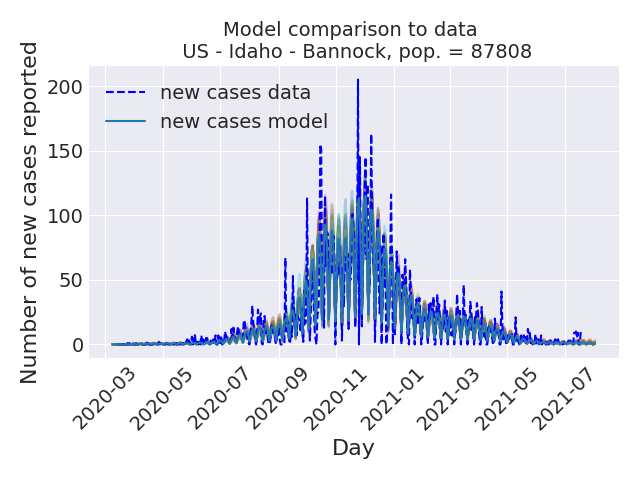 Model comparison to data
US - Idaho - Bannock, pop. = 87808
new cases data
new cases model
Number of new cases reported
200
150
100
50
0
2020-03
2020-05
2020-07
2020-09
2020-11
2021-01
2021-03
2021-05
2021-07
Day